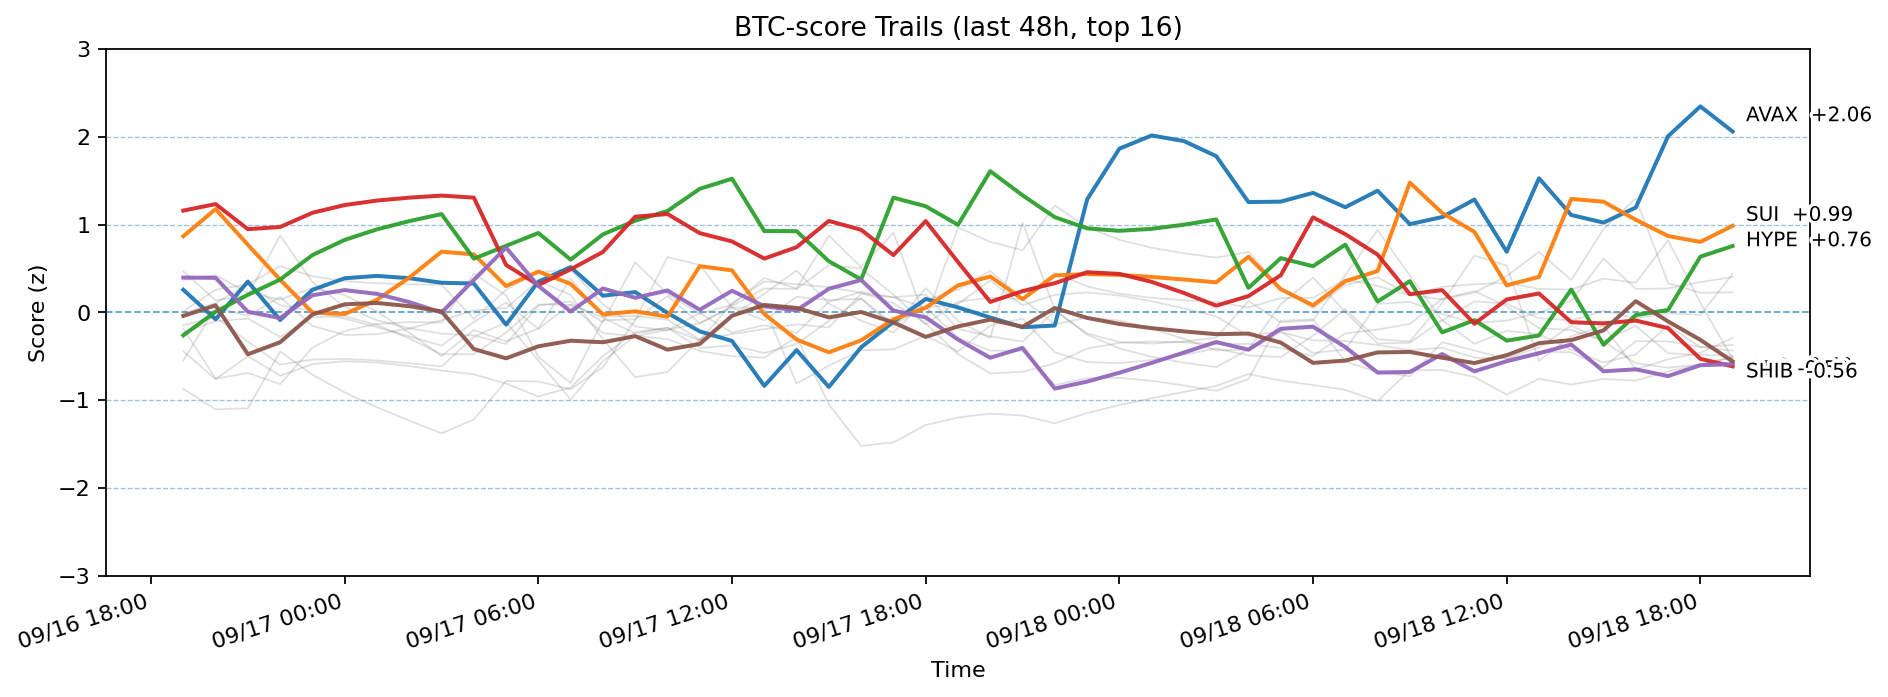 BTC-score Trails (last 48h, top 16)
3
2
1
0
−1
−2
−3
Score (z)
AVAX +2.06
SUI +0.99
HYPE +0.76
SHIB -0.56
09/16 18:00
09/17 00:00
09/17 06:00
09/17 12:00
09/17 18:00
09/18 00:00
09/18 06:00
09/18 12:00
09/18 18:00
Time